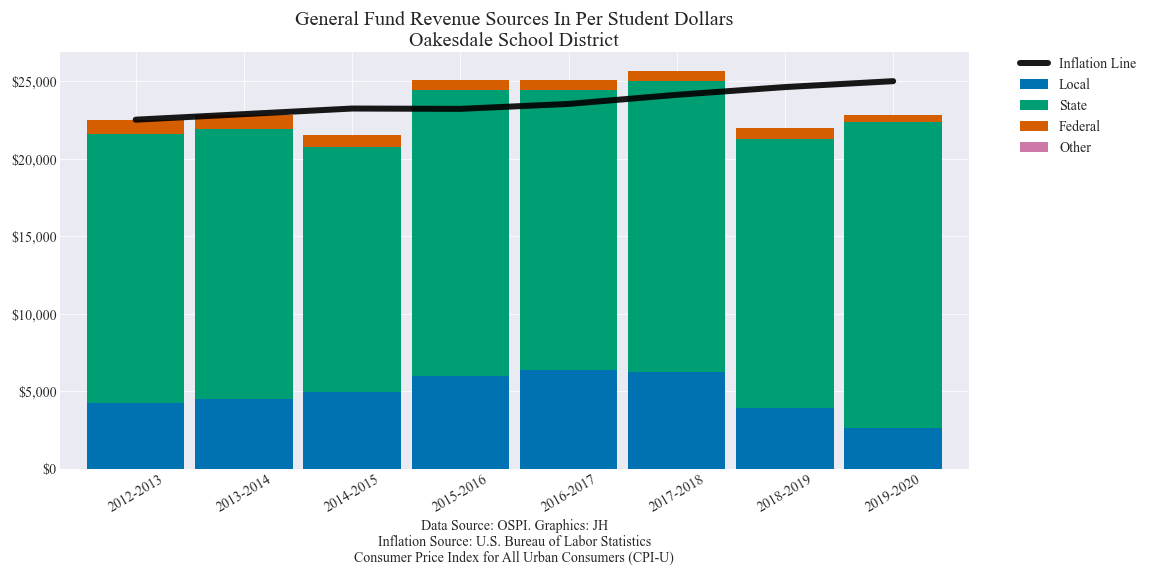 General Fund Revenue Sources In Per Student Dollars
Oakesdale School District
Inflation Line
Local
State
Federal
Other
$25,000
$20,000
$15,000
$10,000
$5,000
$0
2012-2013
2013-2014
2014-2015
2015-2016
2016-2017
2017-2018
2018-2019
2019-2020
Data Source: OSPI. Graphics: JH
Inflation Source: U.S. Bureau of Labor Statistics
Consumer Price Index for All Urban Consumers (CPI-U)